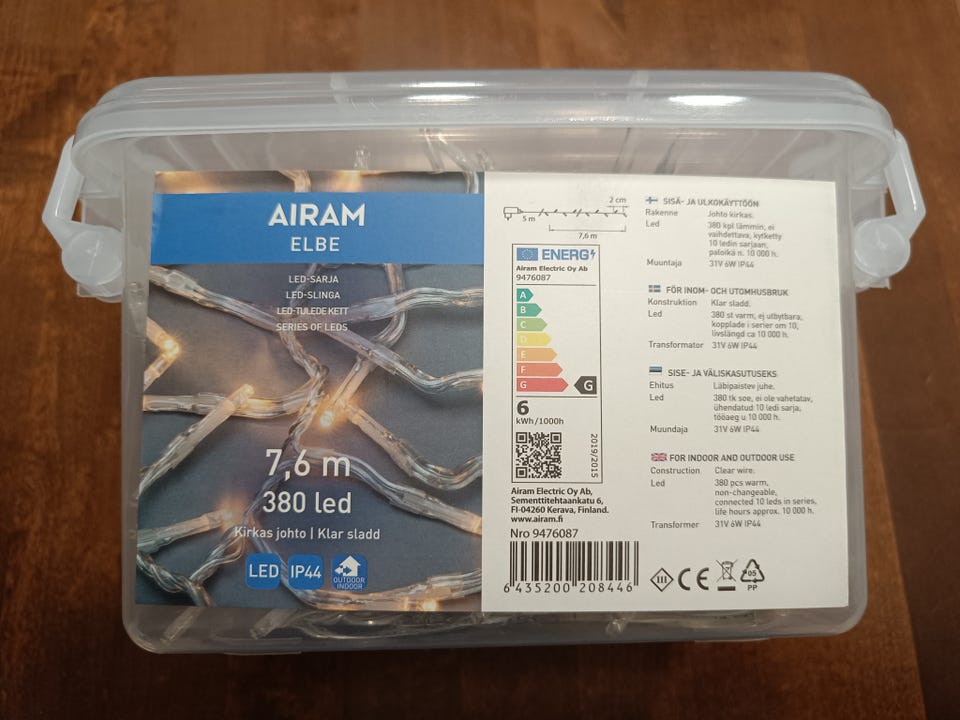 AIRAM
ELBE
LED-SARJA
LED-SLINGA
LED-TULEDE KETT
SERIES OF LEDS
7,6 m
380 led
Kirkas johto | Klar sladd
LED
IP44
OUTDOOR
INDOOR
2 cm
5 m
7,6 m
ENERG
Airam Electric Oy Ab
9476087
A
B
C
D
E
F
G
G
6
kWh/1000h
2019/2015
Airam Electric Oy Ab,
Sementtitehtaankatu 6,
FI-04260 Kerava, Finland.
www.airam.fi
Nro 9476087
6 435200 208446
SISÄ- JA ULKOKÄYTTÖÖN
Rakenne Johto kirkas.
Led 380 kpl lämmin, ei
vaihdettava, kytketty
10 ledin sarjaan,
paloikä n. 10 000 h.
Muuntaja 31V 6W IP44
FÖR INOM- OCH UTOMHUSBRUK
Konstruktion Klar sladd.
Led 380 st varm, ej utbytbara,
kopplade i serier om 10,
livslängd ca 10 000 h.
Transformator 31V 6W IP44
SISE- JA VÄLISKASUTUSEKS
Ehitus Läbipaistev juhe.
Led 380 tk soe, ei ole vahetatav,
ühendatud 10 ledi sarja,
tööaeg u 10 000 h.
Muundaja 31V 6W IP44
FOR INDOOR AND OUTDOOR USE
Construction Clear wire.
Led 380 pcs warm,
non-changeable,
connected 10 leds in series,
life hours approx. 10 000 h.
Transformer 31V 6W IP44
III
CE
05
PP